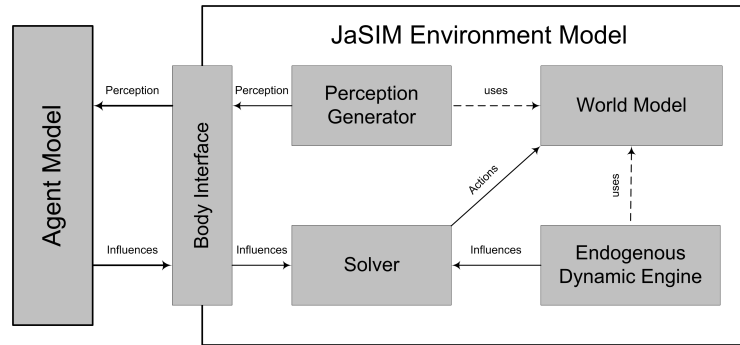 JaSIM Environment Model
Agent Model
Perception
Body Interface
Perception
Perception
Generator
uses
World Model
Actions
uses
Influences
Influences
Solver
Influences
Endogenous
Dynamic Engine